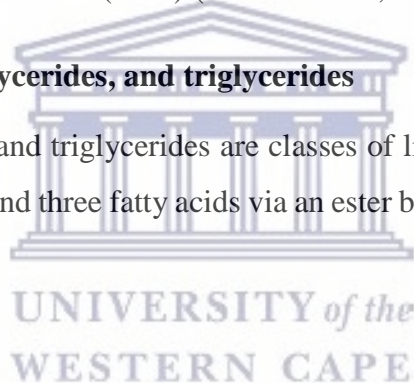 ycerides, and triglycerides
and triglycerides are classes of l
nd three fatty acids via an ester b
UNIVERSITY of the
WESTERN CAPE